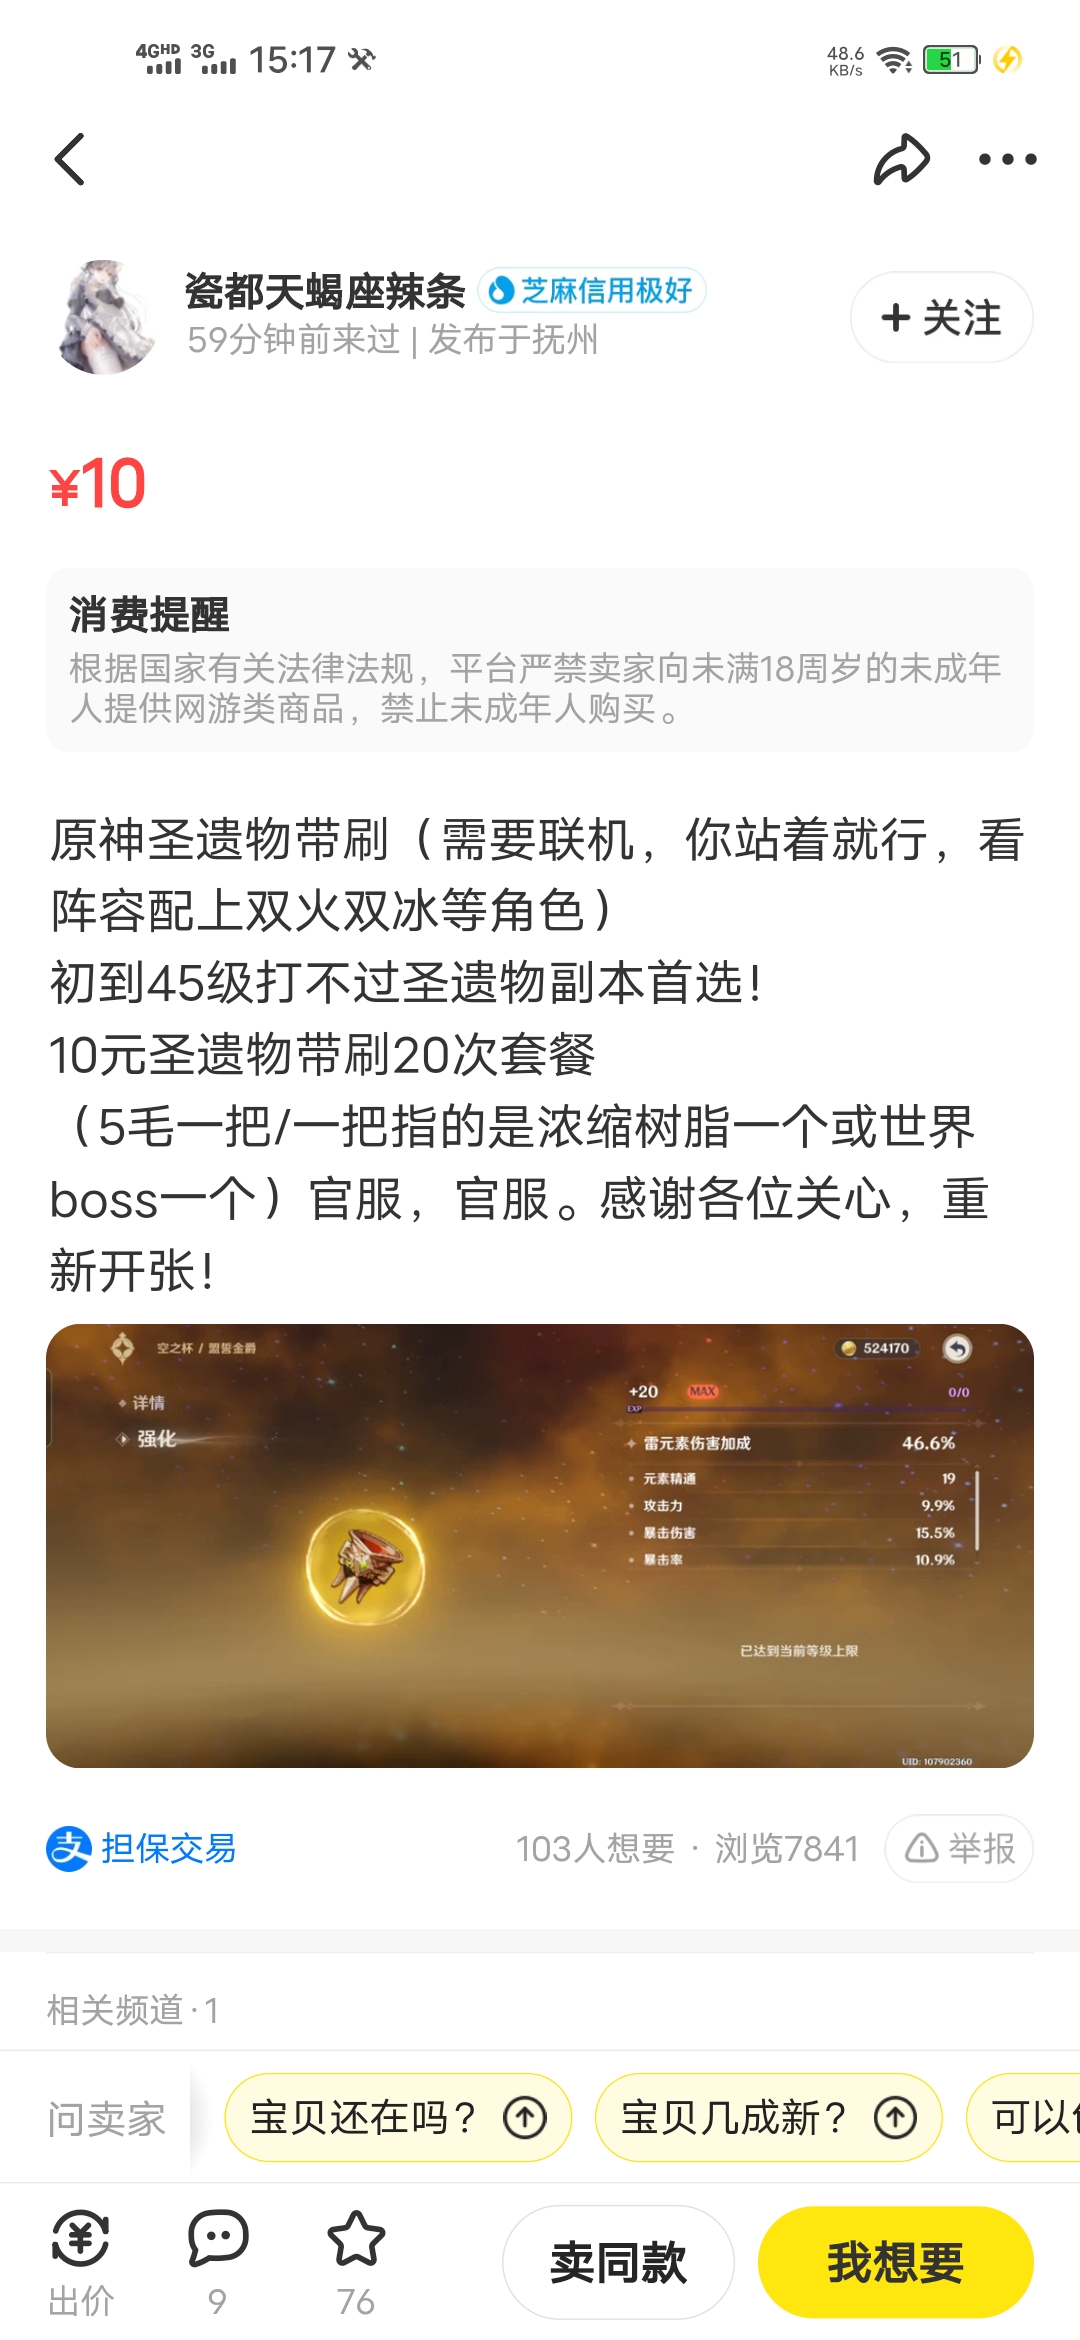 4GHD 3G 15:17 48.6 KB/s 51
瓷都天蝎座辣条 芝麻信用极好
59分钟前来过 | 发布于抚州
+ 关注
¥10
消费提醒
根据国家有关法律法规，平台严禁卖家向未满18周岁的未成年
人提供网游类商品，禁止未成年人购买。
原神圣遗物带刷（需要联机，你站着就行，看
阵容配上双火双冰等角色）
初到45级打不过圣遗物副本首选！
10元圣遗物带刷20次套餐
（5毛一把/一把指的是浓缩树脂一个或世界
boss一个）官服，官服。感谢各位关心，重
新开张！
空之杯 / 盟誓金爵 524170
详情
强化
+20 MAX 0/0
EXP
雷元素伤害加成 46.6%
元素精通 19
攻击力 9.9%
暴击伤害 15.5%
暴击率 10.9%
已达到当前等级上限
UID: 107902360
支 担保交易 103人想要 · 浏览7841 举报
相关频道·1
问卖家 宝贝还在吗？ 宝贝几成新？ 可以
出价 9 76 卖同款 我想要